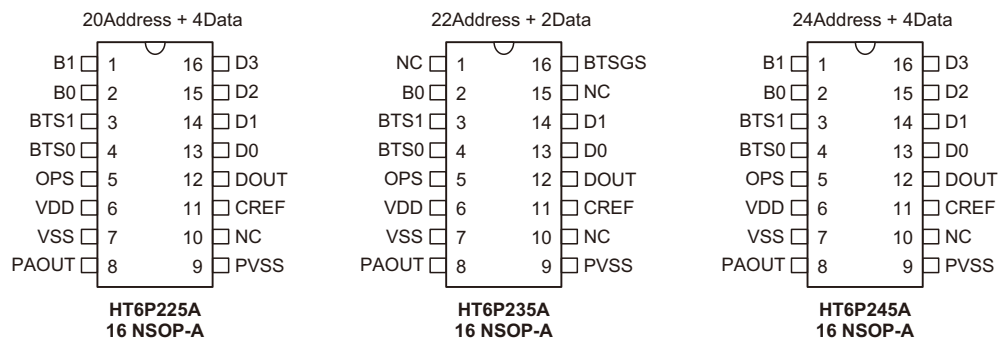 20Address + 4Data
B1 1 16 D3
B0 2 15 D2
BTS1 3 14 D1
BTS0 4 13 D0
OPS 5 12 DOUT
VDD 6 11 CREF
VSS 7 10 NC
PAOUT 8 9 PVSS
HT6P225A
16 NSOP-A
22Address + 2Data
NC 1 16 BTSGS
B0 2 15 NC
BTS1 3 14 D1
BTS0 4 13 D0
OPS 5 12 DOUT
VDD 6 11 CREF
VSS 7 10 NC
PAOUT 8 9 PVSS
HT6P235A
16 NSOP-A
24Address + 4Data
B1 1 16 D3
B0 2 15 D2
BTS1 3 14 D1
BTS0 4 13 D0
OPS 5 12 DOUT
VDD 6 11 CREF
VSS 7 10 NC
PAOUT 8 9 PVSS
HT6P245A
16 NSOP-A